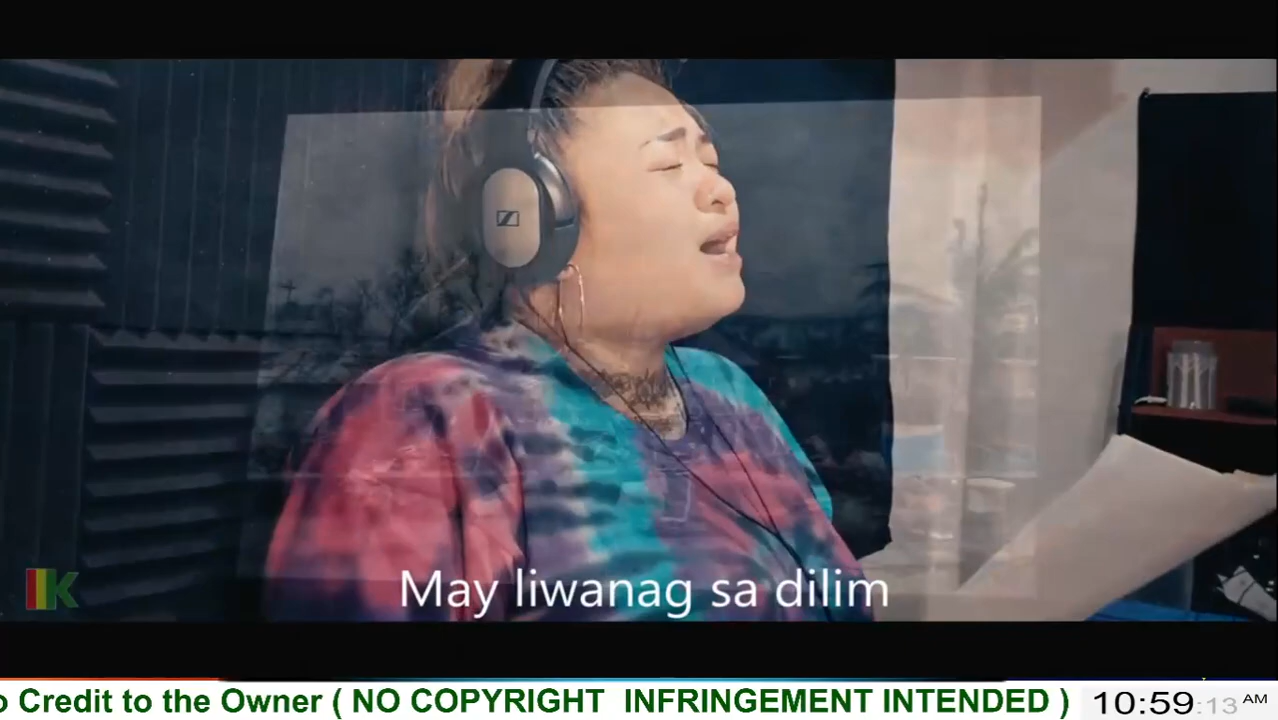 K
May liwanag sa dilim
o Credit to the Owner ( NO COPYRIGHT INFRINGEMENT INTENDED )
10:59:13 AM